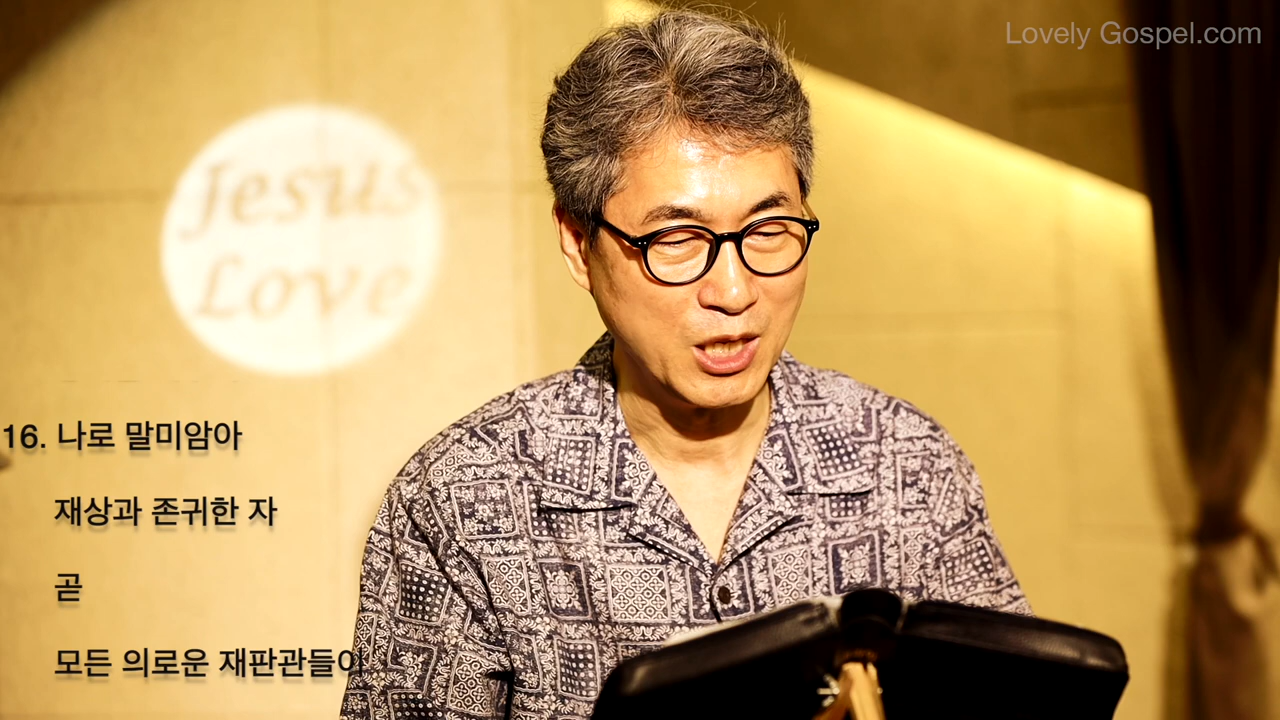 Lovely Gospel.com
Jesus
Love
16. 나로 말미암아
재상과 존귀한 자
곧
모든 의로운 재판관들이